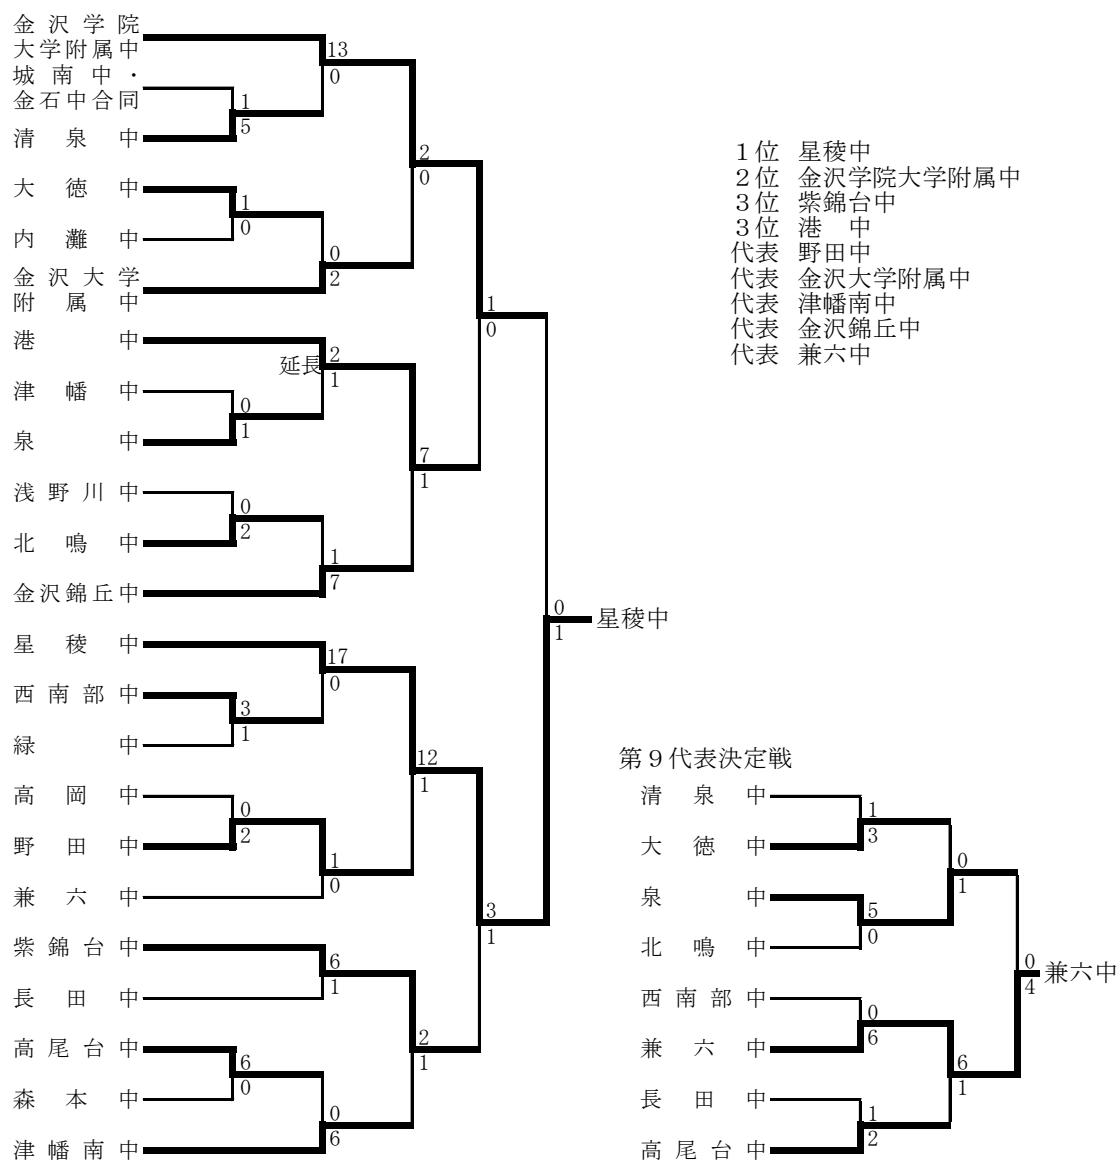 金沢学院
大学附属中
13
0
城南中・
金石中合同
1
5
清泉中
2
0
大徳中
1
0
内灘中
0
2
金沢大学
附属中
1
0
港中
延長
2
1
津幡中
0
1
泉中
7
1
浅野川中
0
2
北鳴中
1
7
金沢錦丘中
0
1
星稜中
星稜中
17
0
西南部中
3
1
緑中
12
1
高岡中
0
2
野田中
1
0
兼六中
3
1
紫錦台中
6
1
長田中
2
1
高尾台中
6
0
森本中
0
6
津幡南中
1位 星稜中
2位 金沢学院大学附属中
3位 紫錦台中
3位 港 中
代表 野田中
代表 金沢大学附属中
代表 津幡南中
代表 金沢錦丘中
代表 兼六中
第9代表決定戦
清泉中
1
3
大徳中
0
1
泉中
5
0
北鳴中
0
4
兼六中
西南部中
0
6
兼六中
6
1
長田中
1
2
高尾台中